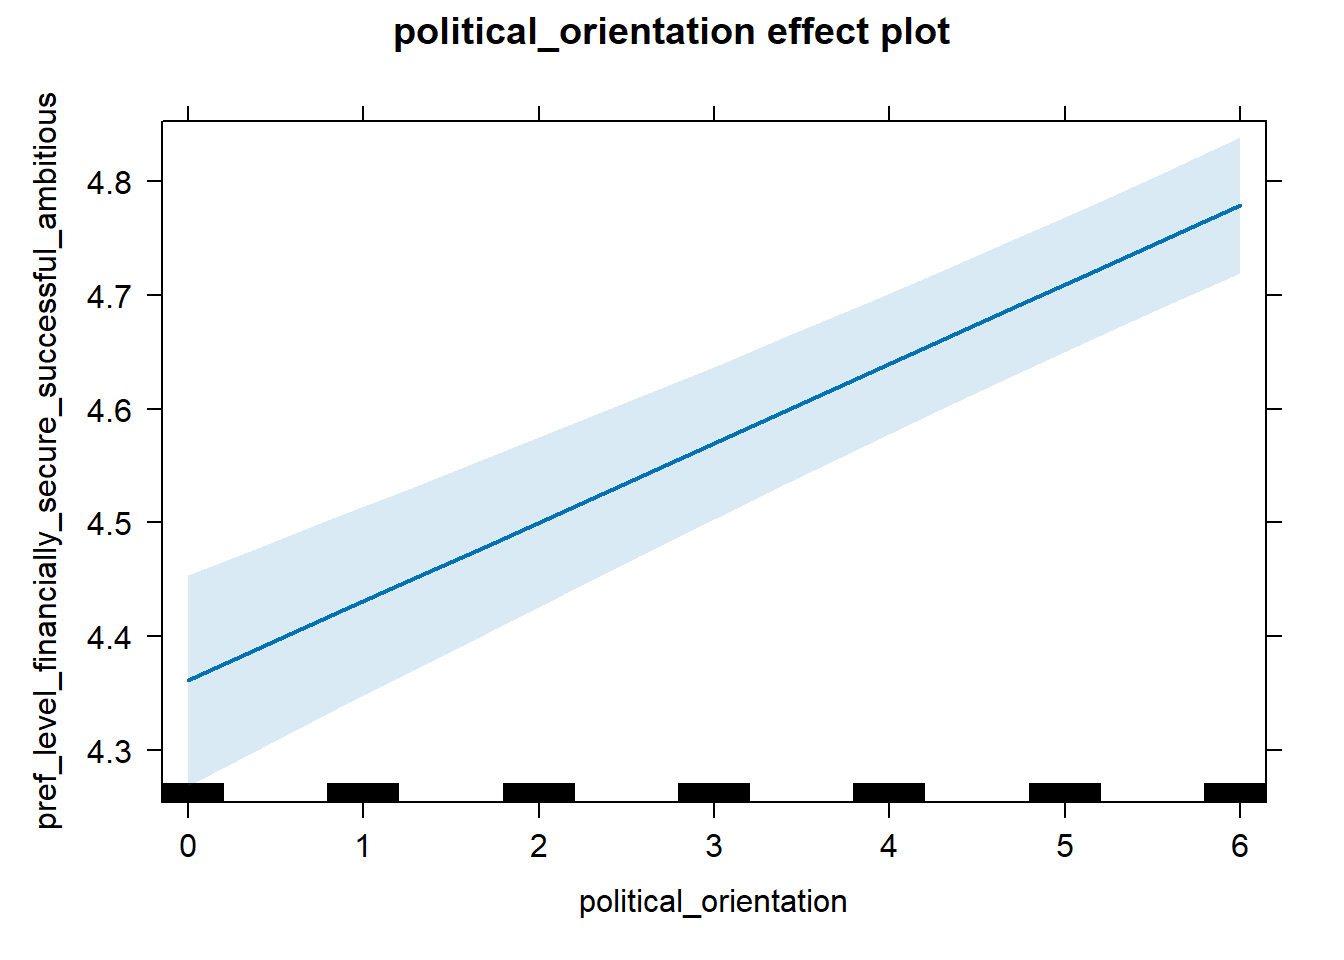 political_orientation effect plot
pref_level_financially_secure_successful_ambitious
4.8
4.7
4.6
4.5
4.4
4.3
0 1 2 3 4 5 6
political_orientation